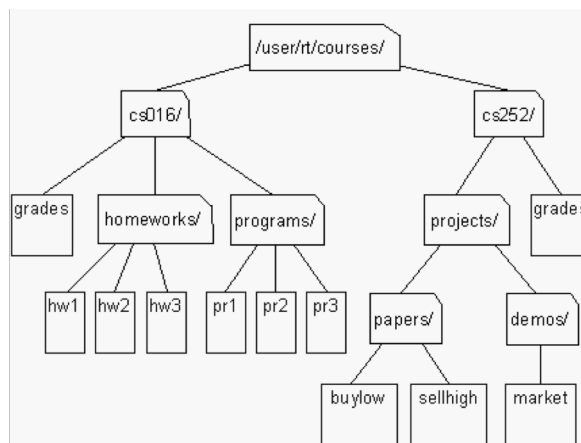 /user/rt/courses/
cs016/
cs252/
grades
homeworks/
programs/
projects/
grades
hw1
hw2
hw3
pr1
pr2
pr3
papers/
demos/
buylow
sellhigh
market